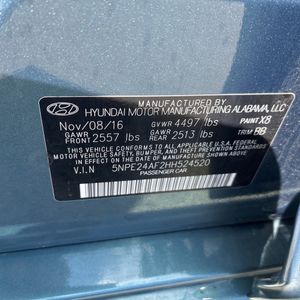 MANUFACTURED BY
HYUNDAI MOTOR MANUFACTURING ALABAMA, LLC
Nov/08/16 GVWR 4497 lbs PAINT X8
GAWR FRONT 2557 lbs GAWR REAR 2513 lbs TRIM BB
THIS VEHICLE CONFORMS TO ALL APPLICABLE U.S.A. FEDERAL
MOTOR VEHICLE SAFETY, BUMPER, AND THEFT PREVENTION
STANDARDS IN EFFECT ON THE DATE OF MANUFACTURE SHOWN ABOVE.
V.I.N 5NPE24AF2HH524520
PASSENGER CAR